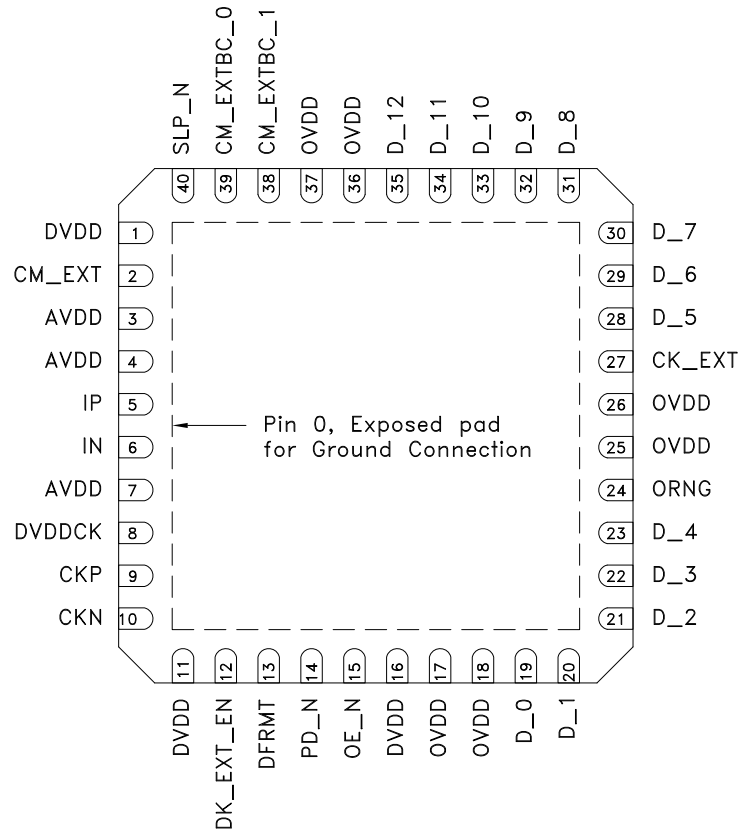 SLP_N
CM_EXTBC_0
CM_EXTBC_1
OVDD
OVDD
D_12
D_11
D_10
D_9
D_8
40
39
38
37
36
35
34
33
32
31
DVDD 1
CM_EXT 2
AVDD 3
AVDD 4
IP 5
IN 6
AVDD 7
DVDDCK 8
CKP 9
CKN 10
Pin 0, Exposed pad
for Ground Connection
30 D_7
29 D_6
28 D_5
27 CK_EXT
26 OVDD
25 OVDD
24 ORNG
23 D_4
22 D_3
21 D_2
11
12
13
14
15
16
17
18
19
20
DVDD
DK_EXT_EN
DFRMT
PD_N
OE_N
DVDD
OVDD
OVDD
D_0
D_1